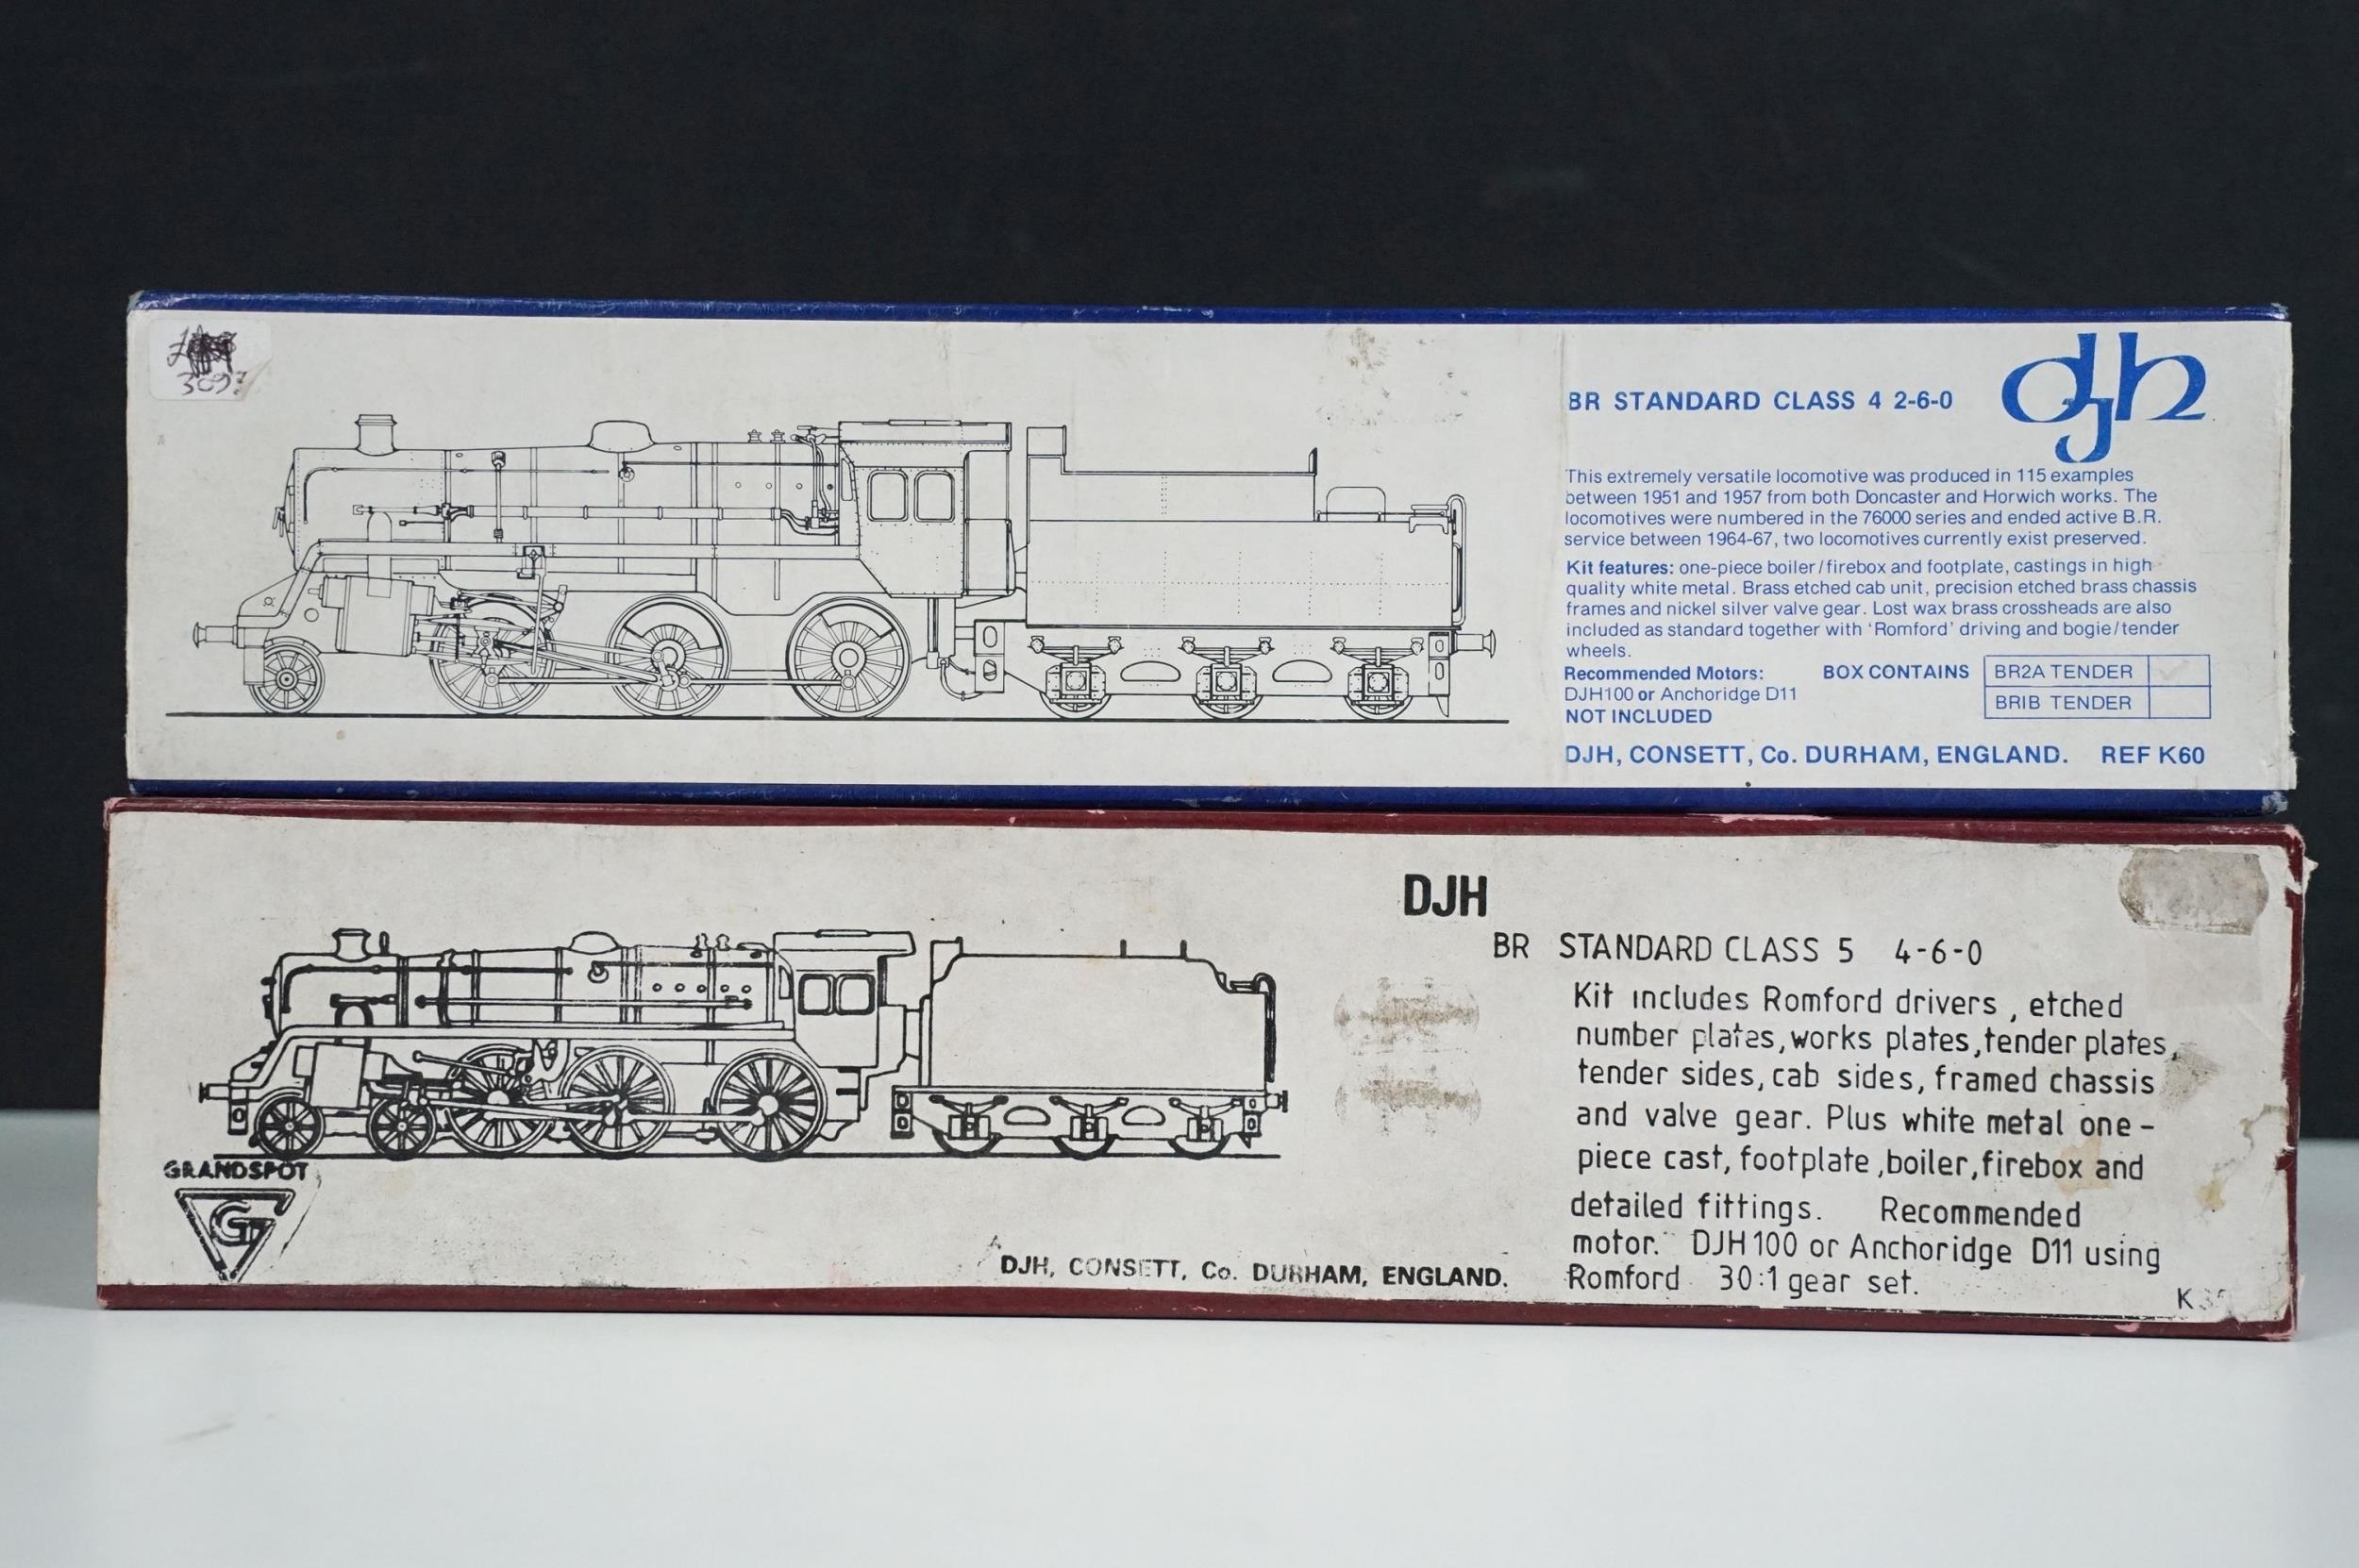 BR STANDARD CLASS 4 2-6-0
djh
This extremely versatile locomotive was produced in 115 examples
between 1951 and 1957 from both Doncaster and Horwich works. The
locomotives were numbered in the 76000 series and ended active B.R.
service between 1964-67, two locomotives currently exist preserved.
Kit features: one-piece boiler/firebox and footplate, castings in high
quality white metal. Brass etched cab unit, precision etched brass chassis
frames and nickel silver valve gear. Lost wax brass crossheads are also
included as standard together with ‘Romford’ driving and bogie/tender
wheels.
Recommended Motors:
DJH100 or Anchoridge D11
NOT INCLUDED
BOX CONTAINS
BR2A TENDER
BRIB TENDER
DJH, CONSETT, Co. DURHAM, ENGLAND. REF K60
DJH
BR STANDARD CLASS 5 4-6-0
Kit includes Romford drivers, etched
number plates, works plates, tender plates,
tender sides, cab sides, framed chassis
and valve gear. Plus white metal one-
piece cast, footplate, boiler, firebox and
detailed fittings. Recommended
motor. DJH100 or Anchoridge D11 using
Romford 30:1 gear set.
GRANDSPOT
G
DJH, CONSETT, Co. DURHAM, ENGLAND.